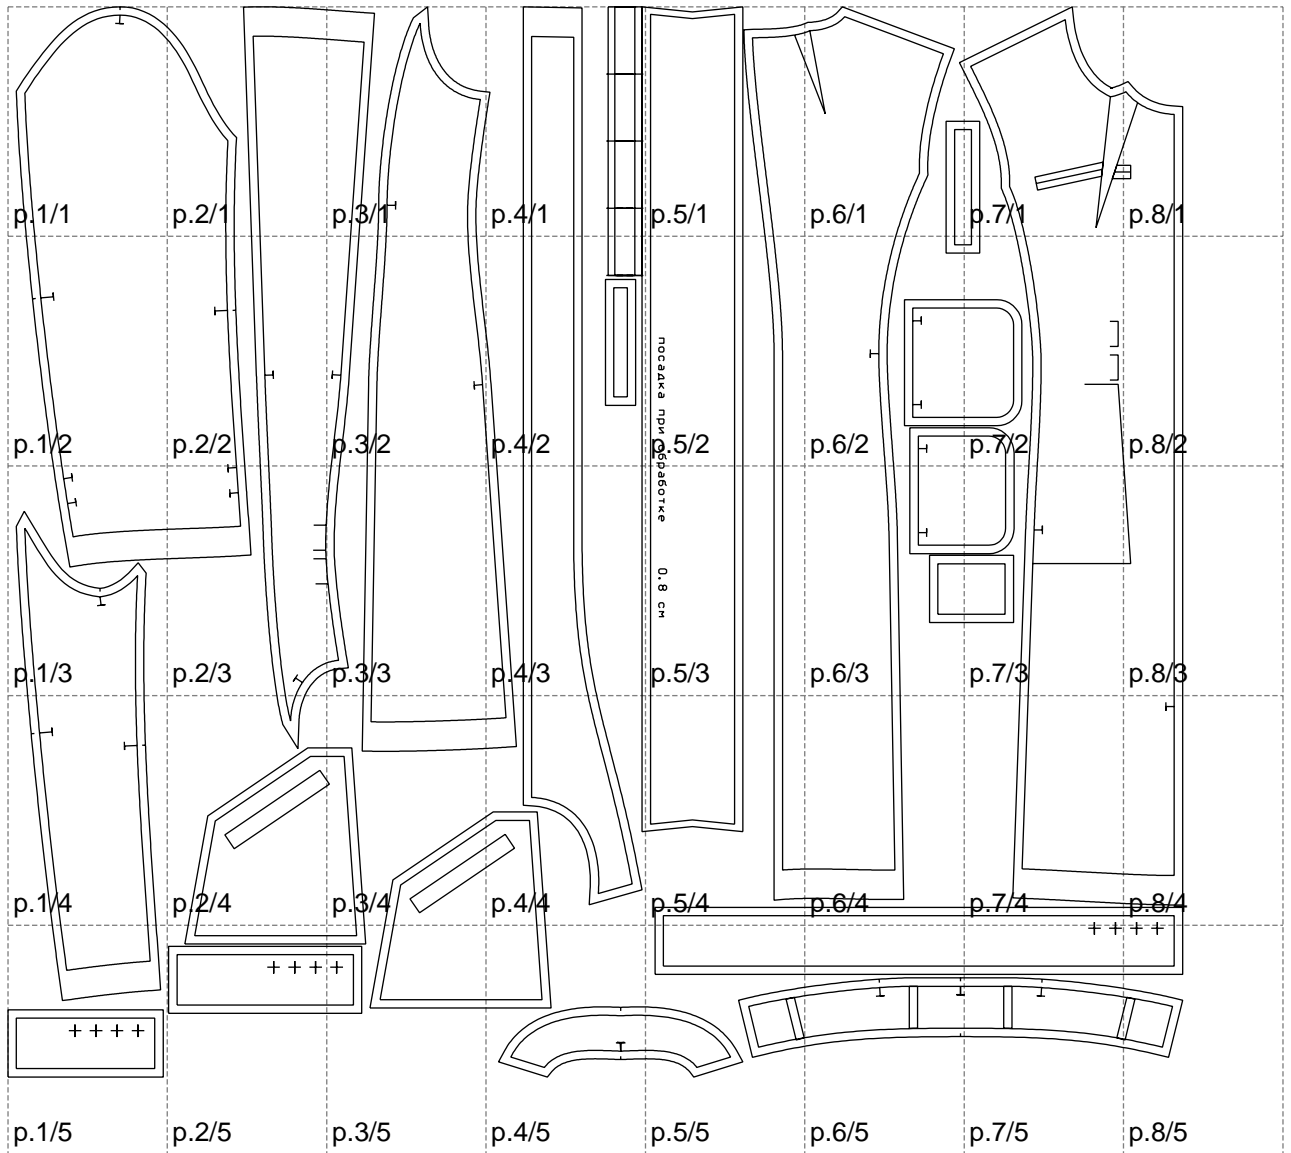 p.1/1 p.2/1 p.3/1 p.4/1 p.5/1 p.6/1 p.7/1 p.8/1
посадка при обработке 0.8 см
p.1/2 p.2/2 p.3/2 p.4/2 p.5/2 p.6/2 p.7/2 p.8/2
p.1/3 p.2/3 p.3/3 p.4/3 p.5/3 p.6/3 p.7/3 p.8/3
p.1/4 p.2/4 p.3/4 p.4/4 p.5/4 p.6/4 p.7/4 p.8/4
p.1/5 p.2/5 p.3/5 p.4/5 p.5/5 p.6/5 p.7/5 p.8/5